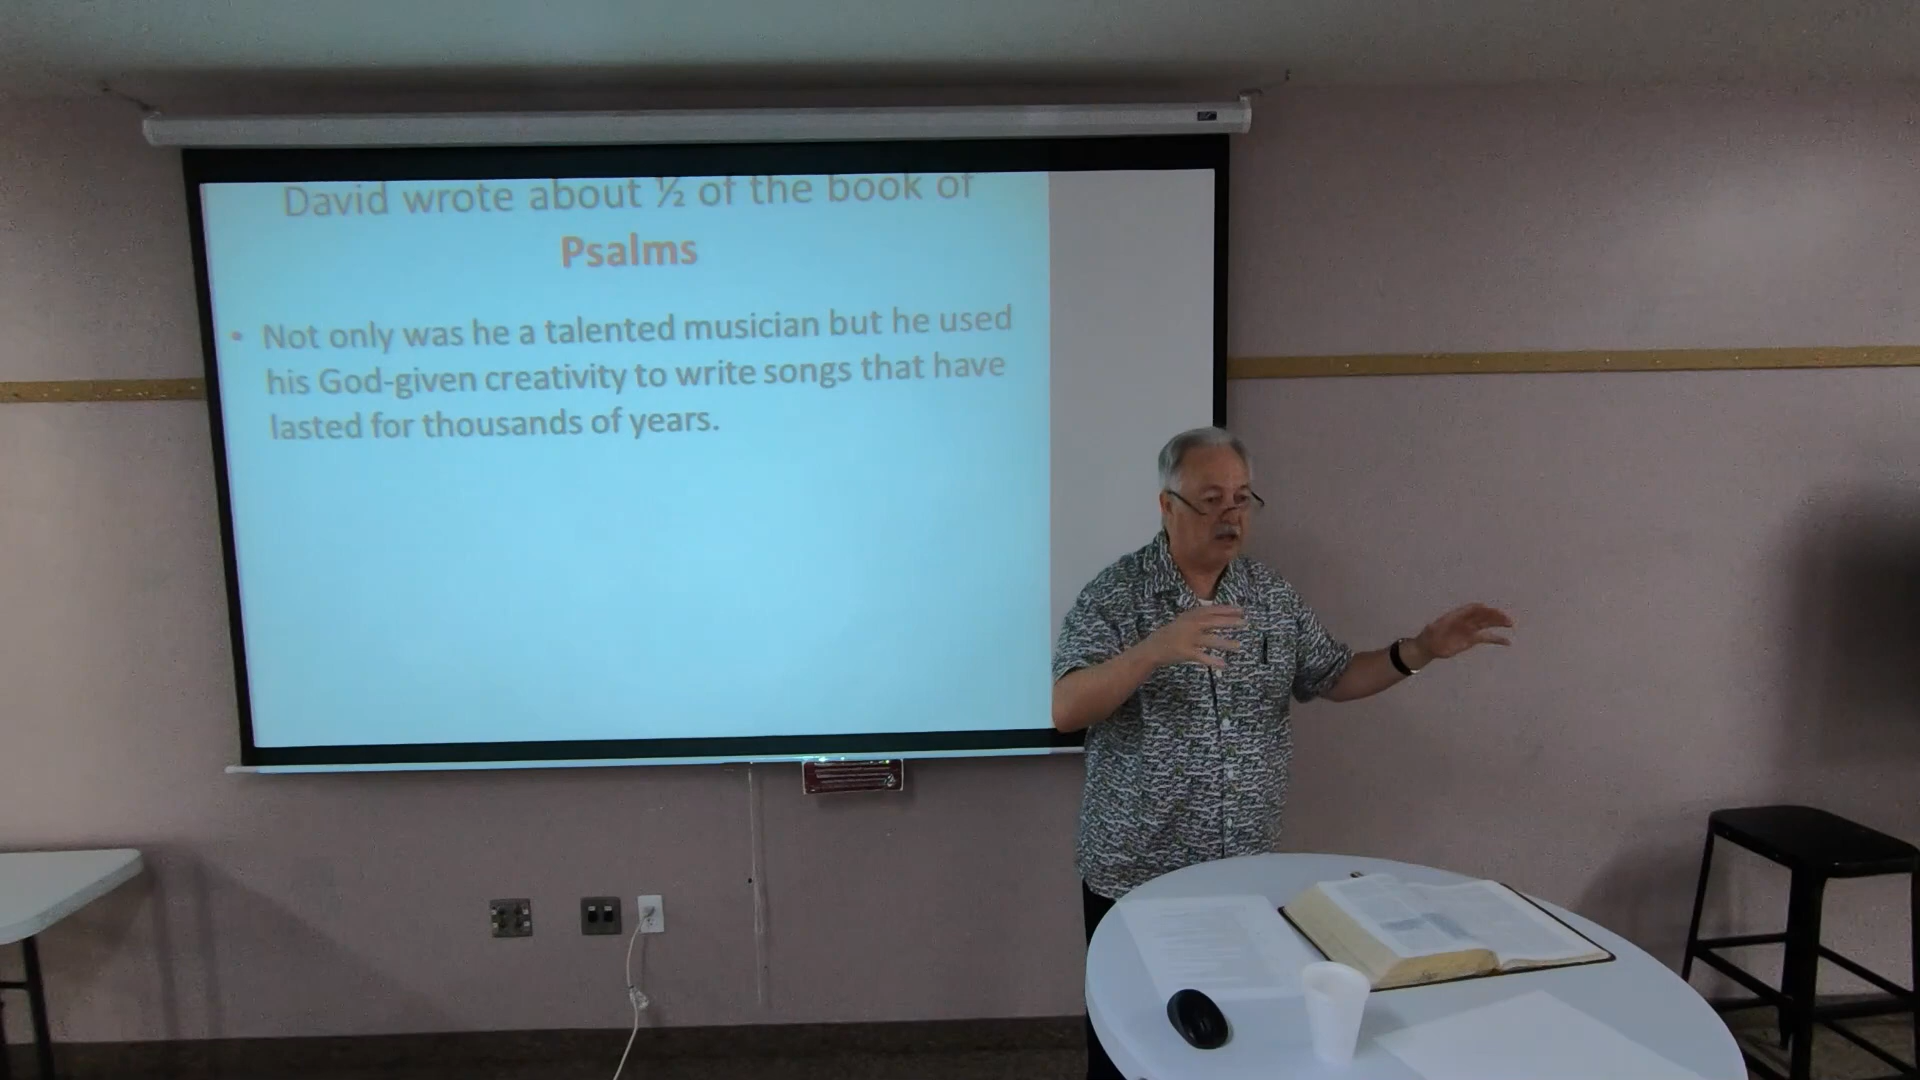 David wrote about ½ of the book of
Psalms
• Not only was he a talented musician but he used
his God-given creativity to write songs that have
lasted for thousands of years.